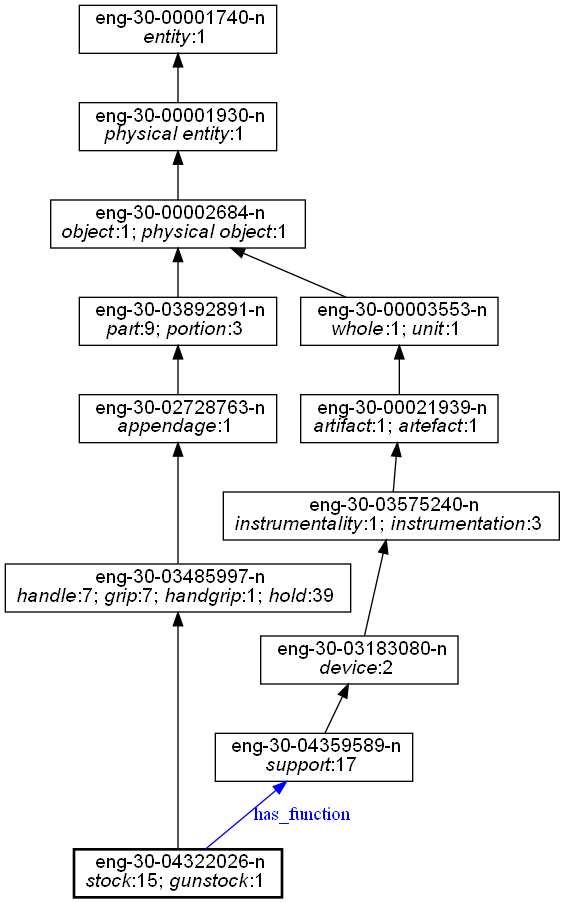 eng-30-00001740-n
entity:1
eng-30-00001930-n
physical entity:1
eng-30-00002684-n
object:1; physical object:1
eng-30-03892891-n
part:9; portion:3
eng-30-00003553-n
whole:1; unit:1
eng-30-02728763-n
appendage:1
eng-30-00021939-n
artifact:1; artefact:1
eng-30-03575240-n
instrumentality:1; instrumentation:3
eng-30-03485997-n
handle:7; grip:7; handgrip:1; hold:39
eng-30-03183080-n
device:2
eng-30-04359589-n
support:17
has_function
eng-30-04322026-n
stock:15; gunstock:1